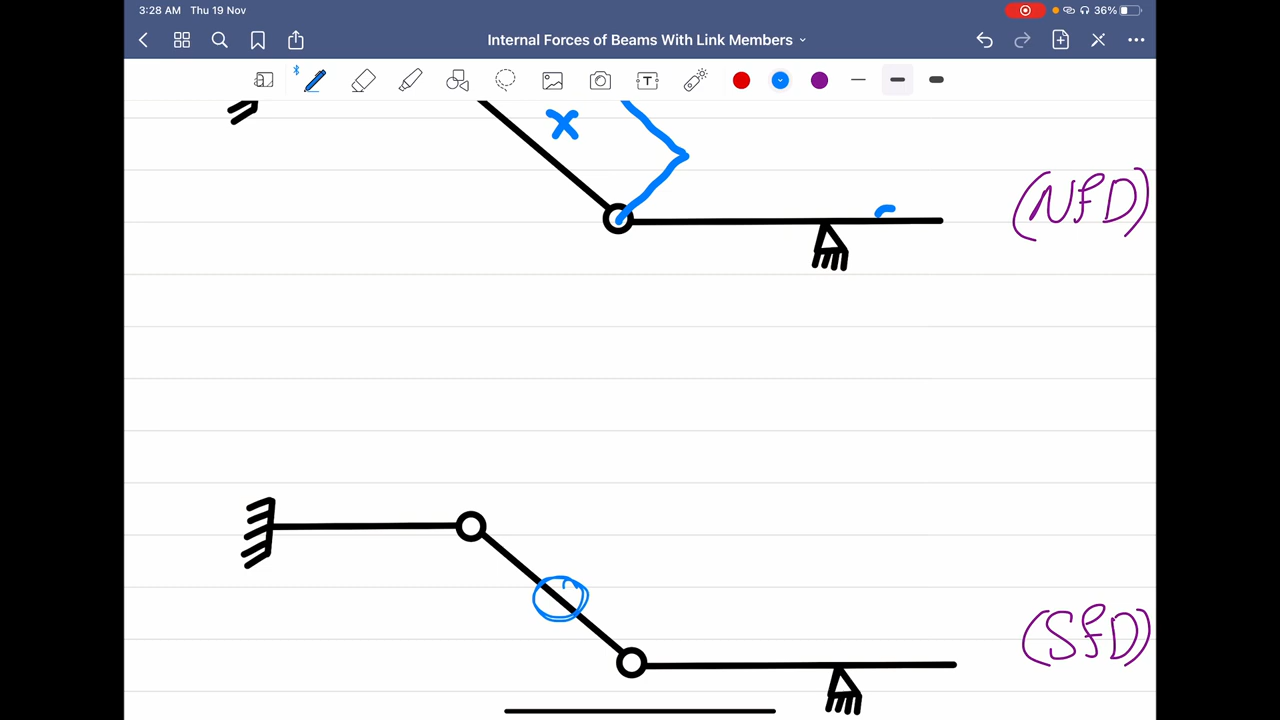 3:28 AM Thu 19 Nov
36%
Internal Forces of Beams With Link Members
T
x
(NFD)
(SFD)